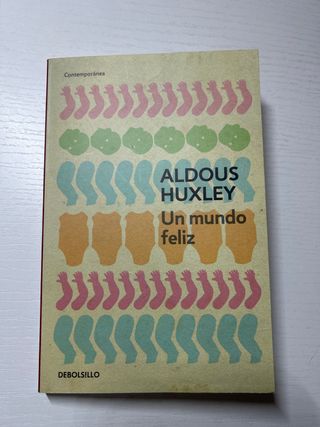 Contemporánea
ALDOUS
HUXLEY
Un mundo
feliz
DEBOLSILLO